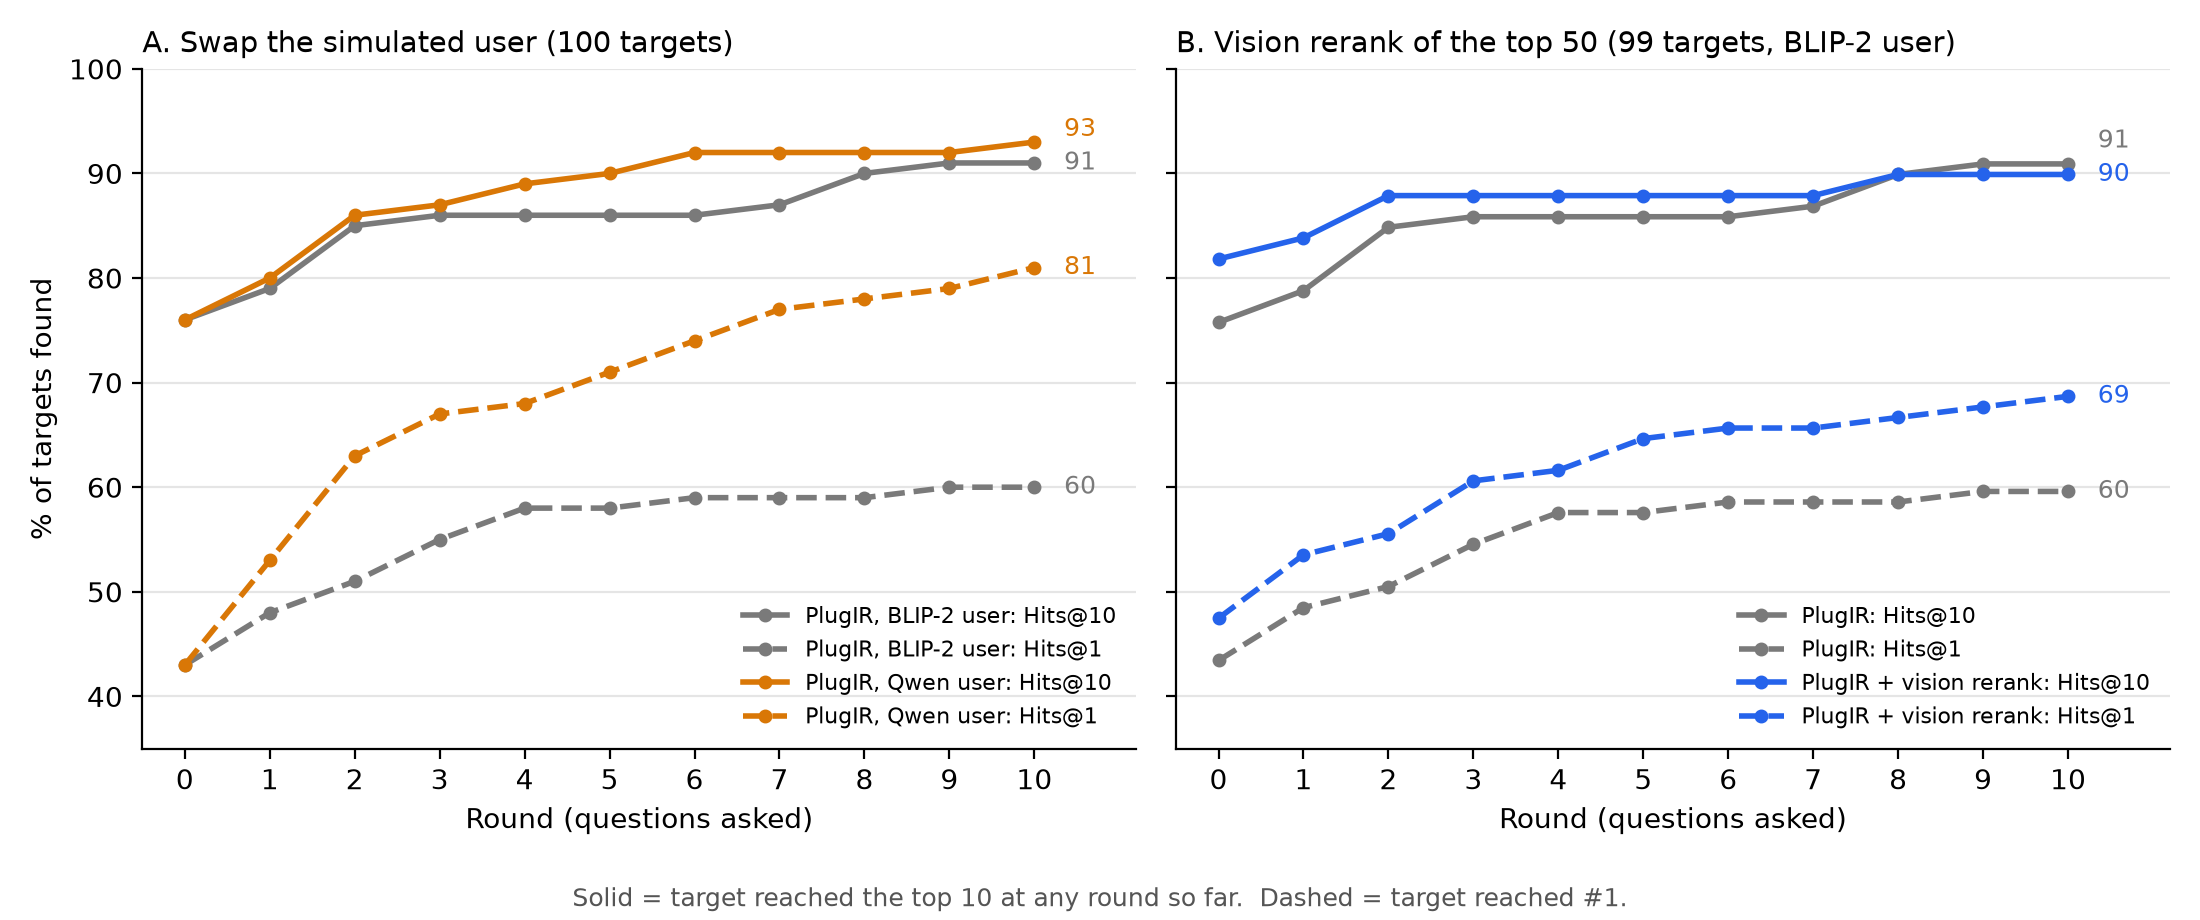 A. Swap the simulated user (100 targets)
100
90
80
70
60
50
40
% of targets found
93
91
81
60
PlugIR, BLIP-2 user: Hits@10
PlugIR, BLIP-2 user: Hits@1
PlugIR, Qwen user: Hits@10
PlugIR, Qwen user: Hits@1
0 1 2 3 4 5 6 7 8 9 10
Round (questions asked)
B. Vision rerank of the top 50 (99 targets, BLIP-2 user)
91
90
69
60
PlugIR: Hits@10
PlugIR: Hits@1
PlugIR + vision rerank: Hits@10
PlugIR + vision rerank: Hits@1
0 1 2 3 4 5 6 7 8 9 10
Round (questions asked)
Solid = target reached the top 10 at any round so far.  Dashed = target reached #1.